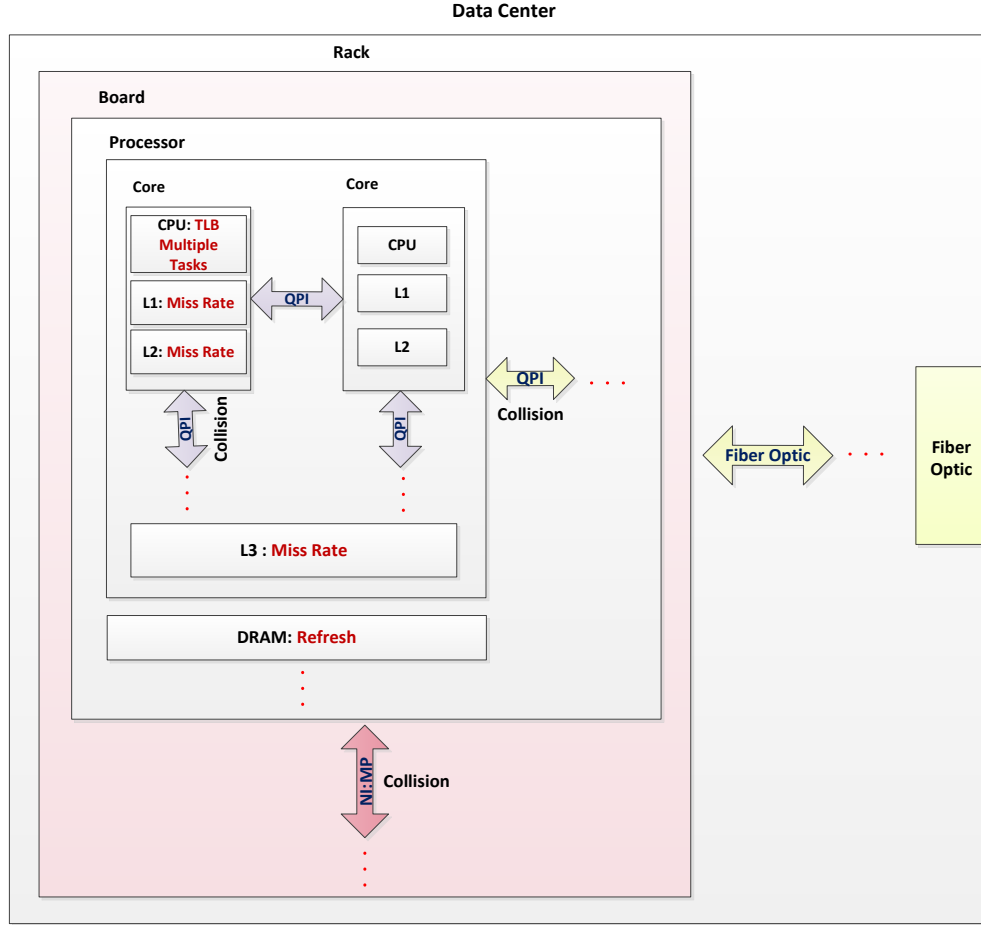 Data Center
Rack
Board
Processor
Core
Core
CPU: TLB
Multiple
Tasks
CPU
L1: Miss Rate
QPI
L1
L2: Miss Rate
L2
QPI
Collision
QPI
QPI
Collision
. . .
Fiber Optic
. . .
Fiber
Optic
L3 : Miss Rate
DRAM: Refresh
NI:MP
Collision